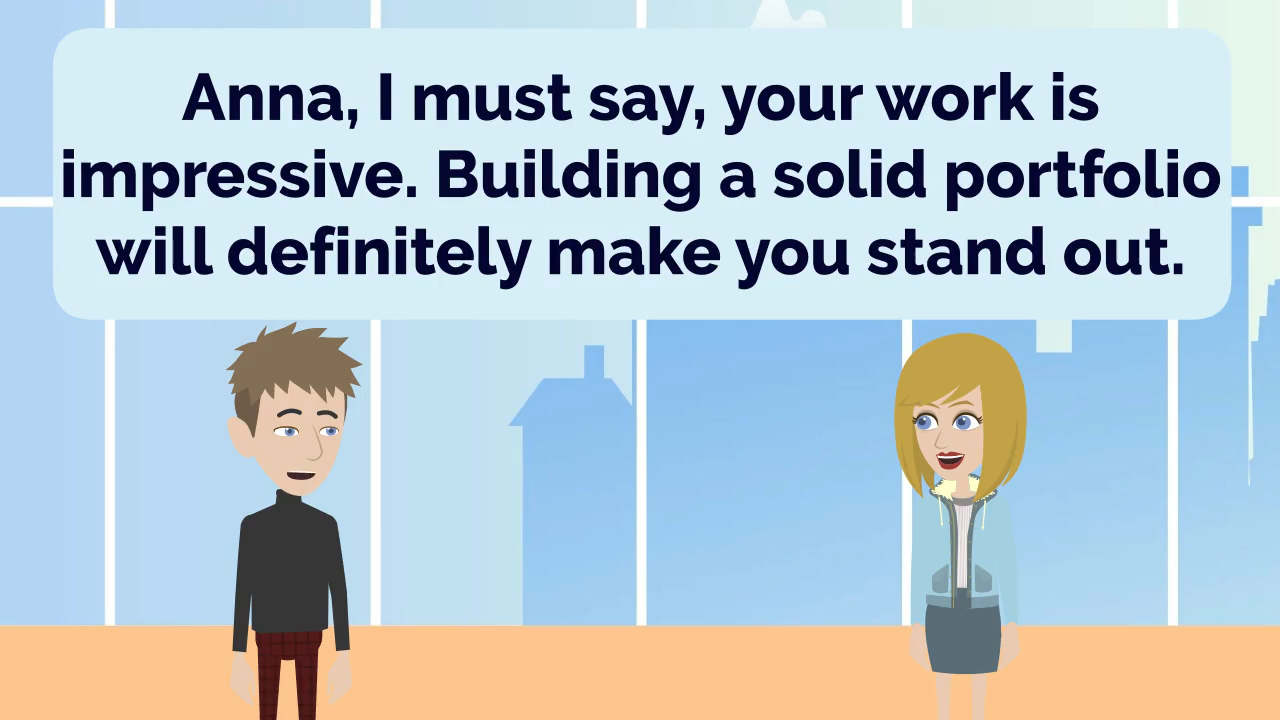 Anna, I must say, your work is
impressive. Building a solid portfolio
will definitely make you stand out.